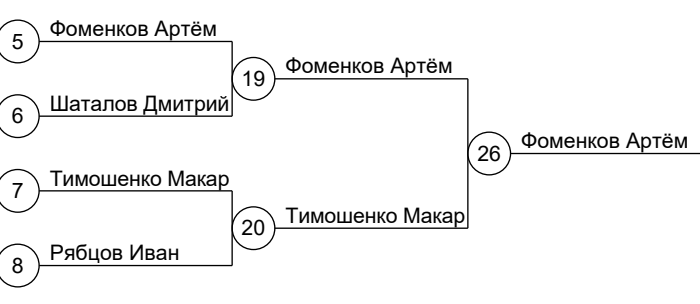 5 Фоменков Артём
19 Фоменков Артём
6 Шаталов Дмитрий
26 Фоменков Артём
7 Тимошенко Макар
20 Тимошенко Макар
8 Рябцов Иван